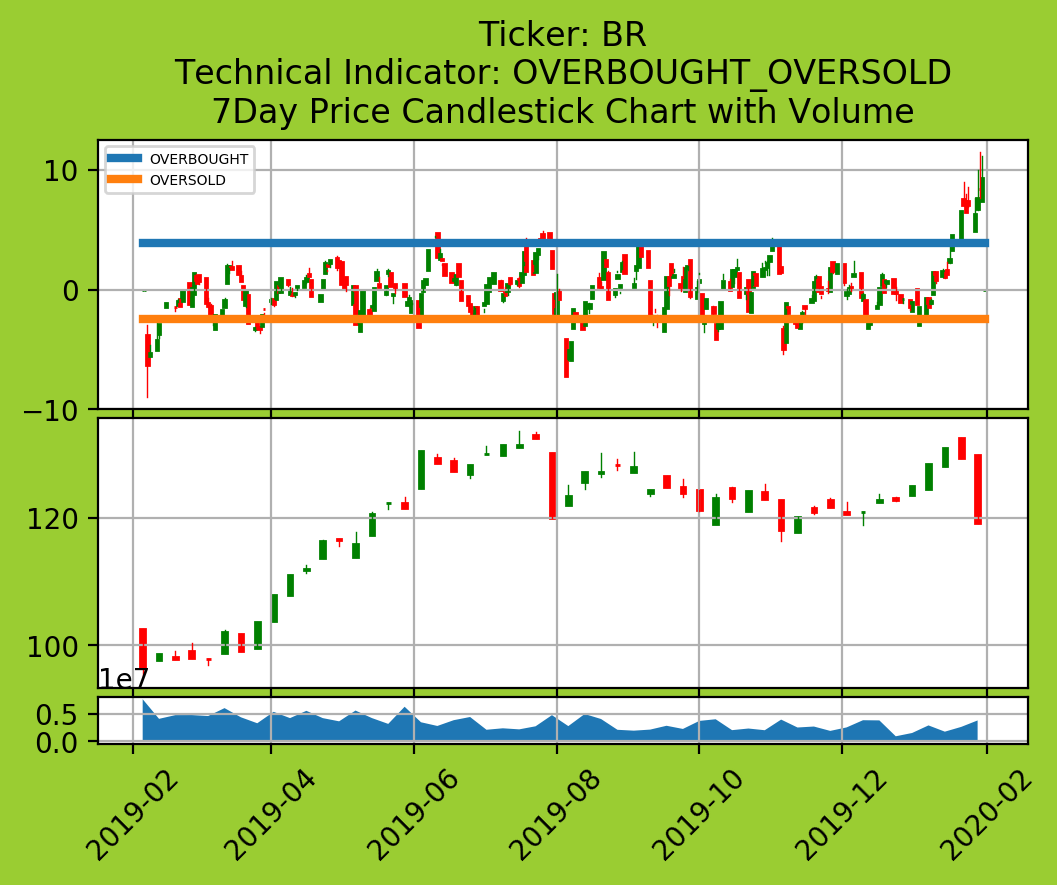 Ticker: BR
Technical Indicator: OVERBOUGHT_OVERSOLD
7Day Price Candlestick Chart with Volume
OVERBOUGHT
OVERSOLD
10
0
−10
120
100
1e7
0.5
0.0
2019-02
2019-04
2019-06
2019-08
2019-10
2019-12
2020-02